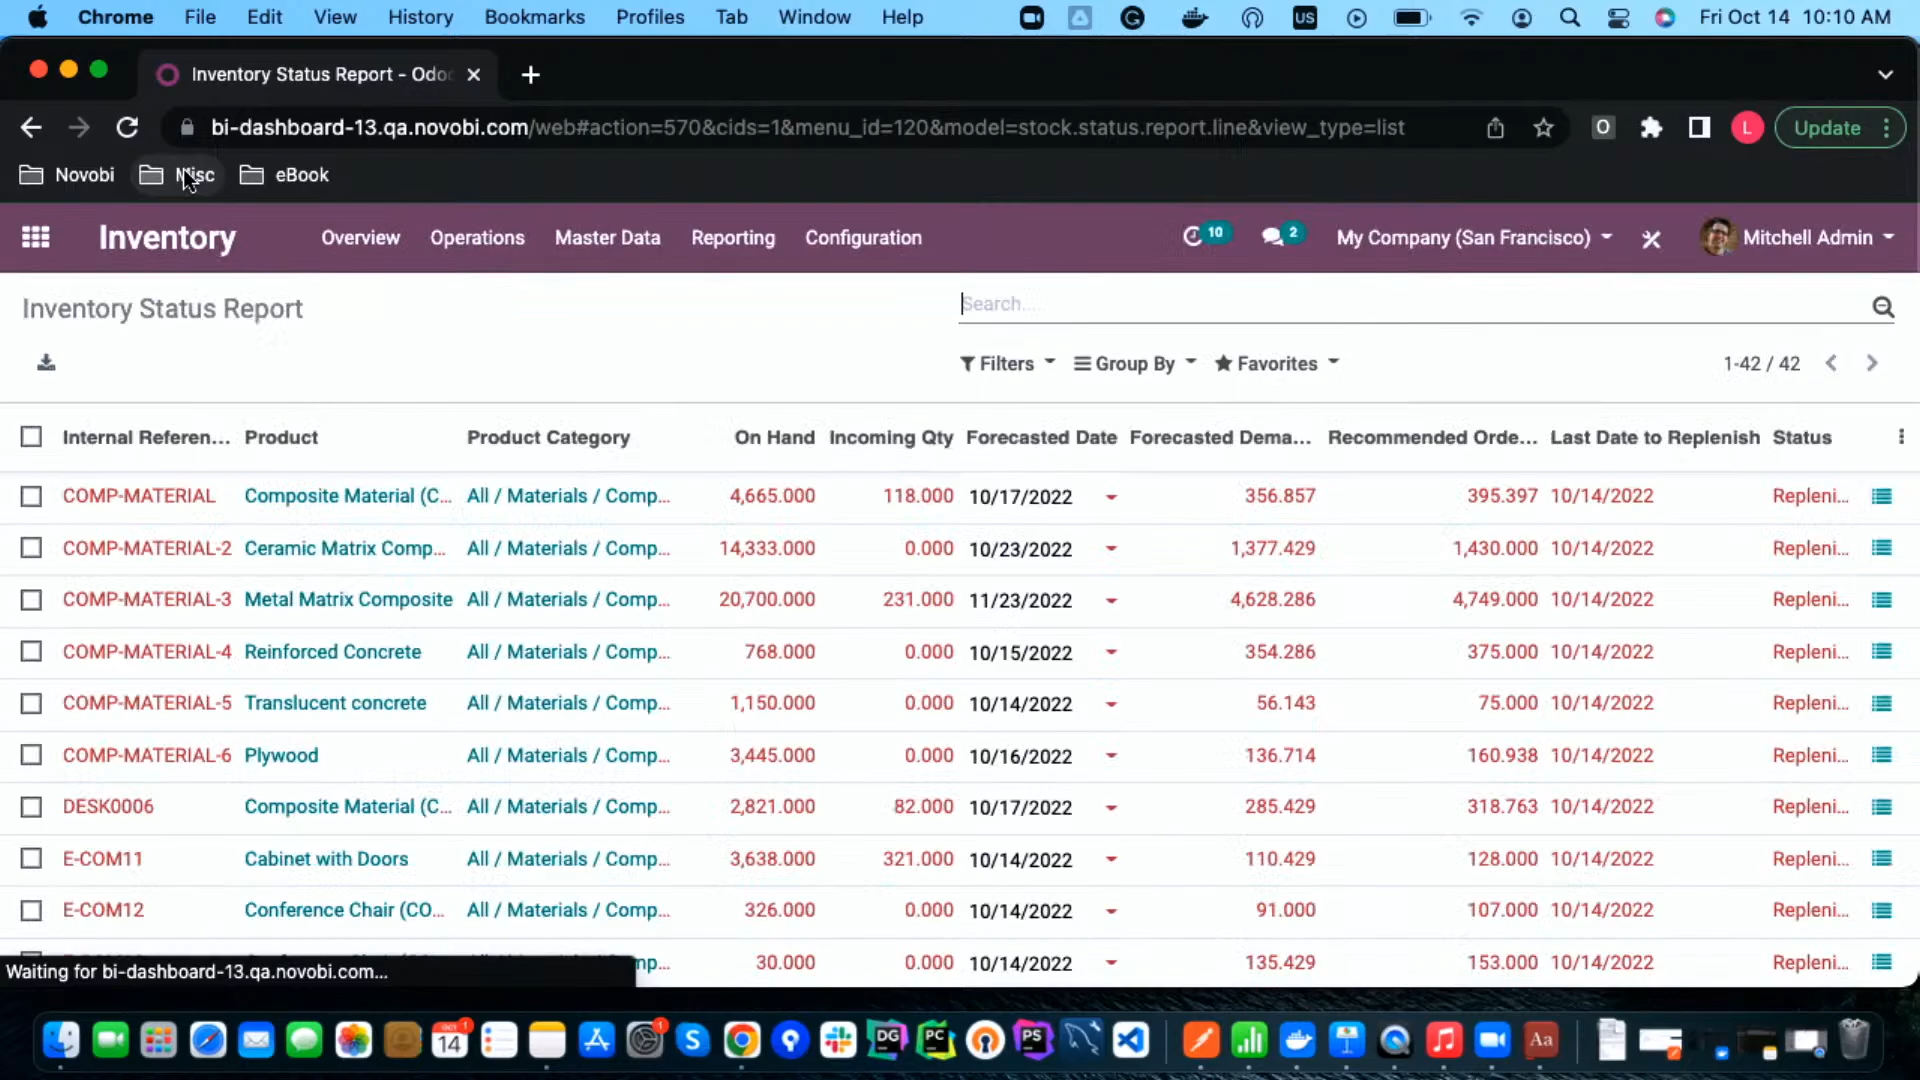 Chrome File Edit View History Bookmarks Profiles Tab Window Help US Fri Oct 14 10:10 AM
Inventory Status Report - Odoo
bi-dashboard-13.qa.novobi.com/web#action=570&cids=1&menu_id=120&model=stock.status.report.line&view_type=list O L Update
Novobi Misc eBook
Inventory Overview Operations Master Data Reporting Configuration 10 2 My Company (San Francisco) Mitchell Admin
Inventory Status Report Search...
Filters Group By Favorites 1-42 / 42
Internal Referen... Product Product Category On Hand Incoming Qty Forecasted Date Forecasted Dema... Recommended Orde... Last Date to Replenish Status
COMP-MATERIAL Composite Material (C... All / Materials / Comp... 4,665.000 118.000 10/17/2022 356.857 395.397 10/14/2022 Repleni...
COMP-MATERIAL-2 Ceramic Matrix Comp... All / Materials / Comp... 14,333.000 0.000 10/23/2022 1,377.429 1,430.000 10/14/2022 Repleni...
COMP-MATERIAL-3 Metal Matrix Composite All / Materials / Comp... 20,700.000 231.000 11/23/2022 4,628.286 4,749.000 10/14/2022 Repleni...
COMP-MATERIAL-4 Reinforced Concrete All / Materials / Comp... 768.000 0.000 10/15/2022 354.286 375.000 10/14/2022 Repleni...
COMP-MATERIAL-5 Translucent concrete All / Materials / Comp... 1,150.000 0.000 10/14/2022 56.143 75.000 10/14/2022 Repleni...
COMP-MATERIAL-6 Plywood All / Materials / Comp... 3,445.000 0.000 10/16/2022 136.714 160.938 10/14/2022 Repleni...
DESK0006 Composite Material (C... All / Materials / Comp... 2,821.000 82.000 10/17/2022 285.429 318.763 10/14/2022 Repleni...
E-COM11 Cabinet with Doors All / Materials / Comp... 3,638.000 321.000 10/14/2022 110.429 128.000 10/14/2022 Repleni...
E-COM12 Conference Chair (CO... All / Materials / Comp... 326.000 0.000 10/14/2022 91.000 107.000 10/14/2022 Repleni...
30.000 0.000 10/14/2022 135.429 153.000 10/14/2022 Repleni...
Waiting for bi-dashboard-13.qa.novobi.com...
OCT 14 1 1 DG PC PS Aa